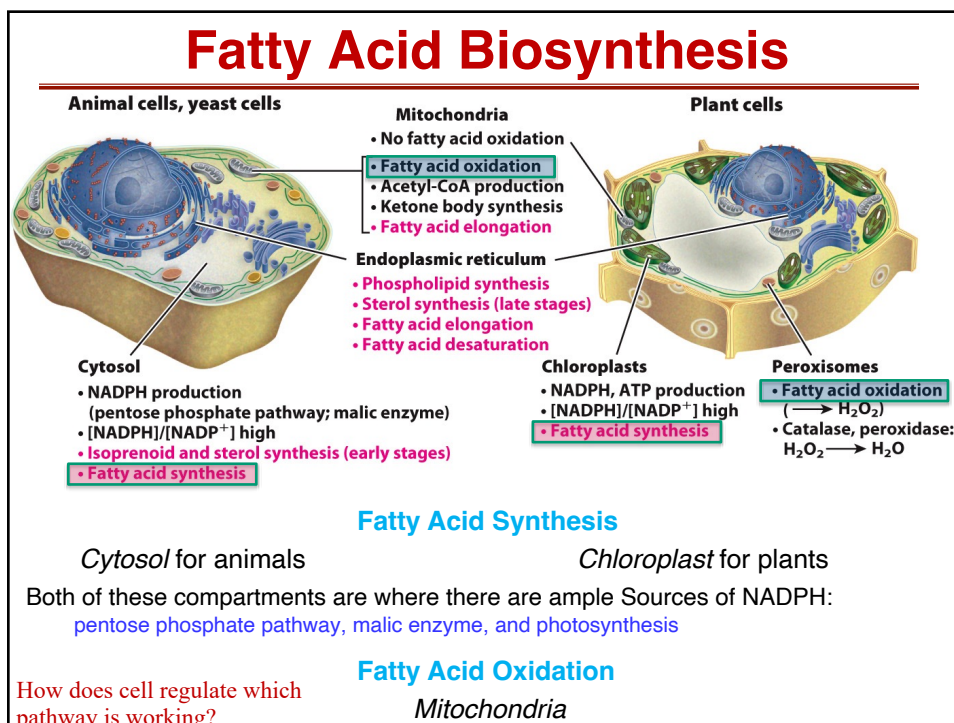 Fatty Acid Biosynthesis
Animal cells, yeast cells
Mitochondria
• No fatty acid oxidation
• Fatty acid oxidation
• Acetyl-CoA production
• Ketone body synthesis
• Fatty acid elongation
Plant cells
Endoplasmic reticulum
• Phospholipid synthesis
• Sterol synthesis (late stages)
• Fatty acid elongation
• Fatty acid desaturation
Cytosol
• NADPH production
(pentose phosphate pathway; malic enzyme)
• [NADPH]/[NADP⁺] high
• Isoprenoid and sterol synthesis (early stages)
• Fatty acid synthesis
Chloroplasts
• NADPH, ATP production
• [NADPH]/[NADP⁺] high
• Fatty acid synthesis
Peroxisomes
• Fatty acid oxidation
( → H₂O₂)
• Catalase, peroxidase:
H₂O₂ → H₂O
Fatty Acid Synthesis
Cytosol for animals
Chloroplast for plants
Both of these compartments are where there are ample Sources of NADPH:
pentose phosphate pathway, malic enzyme, and photosynthesis
Fatty Acid Oxidation
How does cell regulate which
pathway is working?
Mitochondria